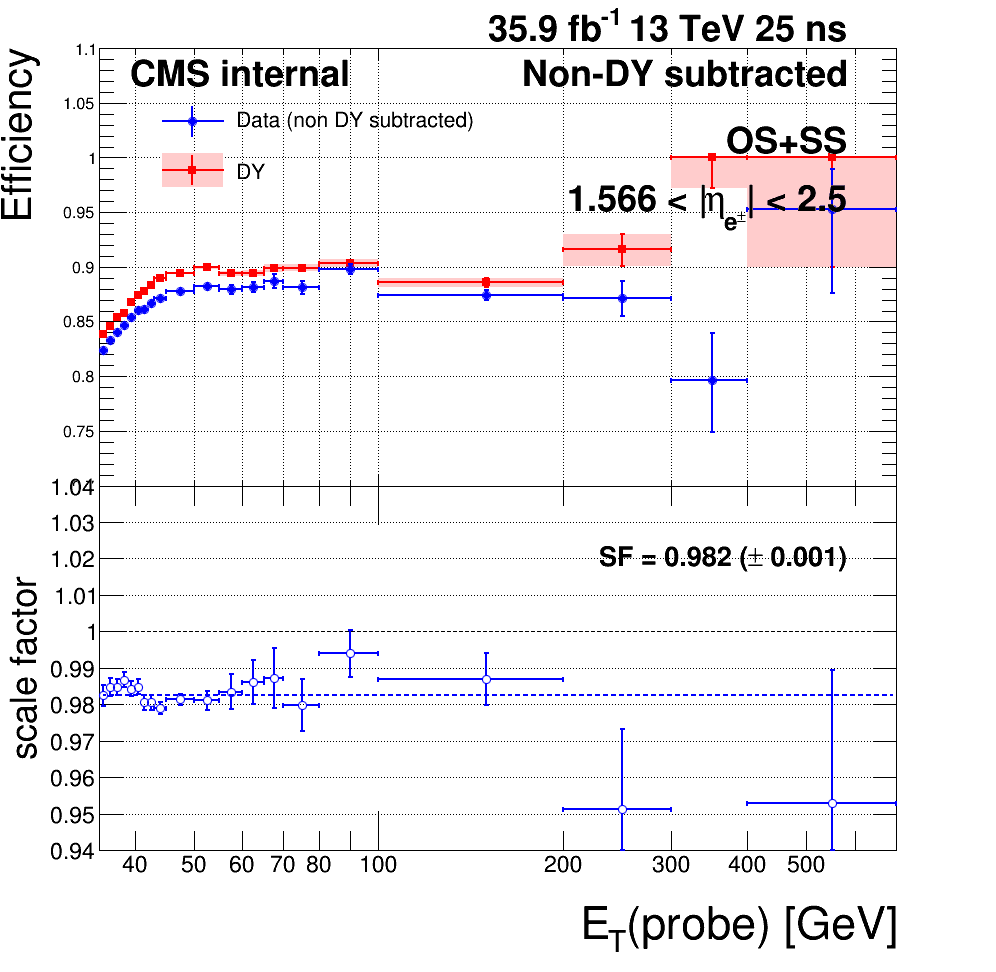 35.9 fb-1 13 TeV 25 ns
CMS internal
Non-DY subtracted
Data (non DY subtracted)
DY
OS+SS
1.566 < |ηe±| < 2.5
Efficiency
1.1
1.05
1
0.95
0.9
0.85
0.8
0.75
1.04
1.03
1.02
1.01
1
0.99
0.98
0.97
0.96
0.95
0.94
scale factor
SF = 0.982 (± 0.001)
40 50 60 70 80 100 200 300 400 500
ET(probe) [GeV]